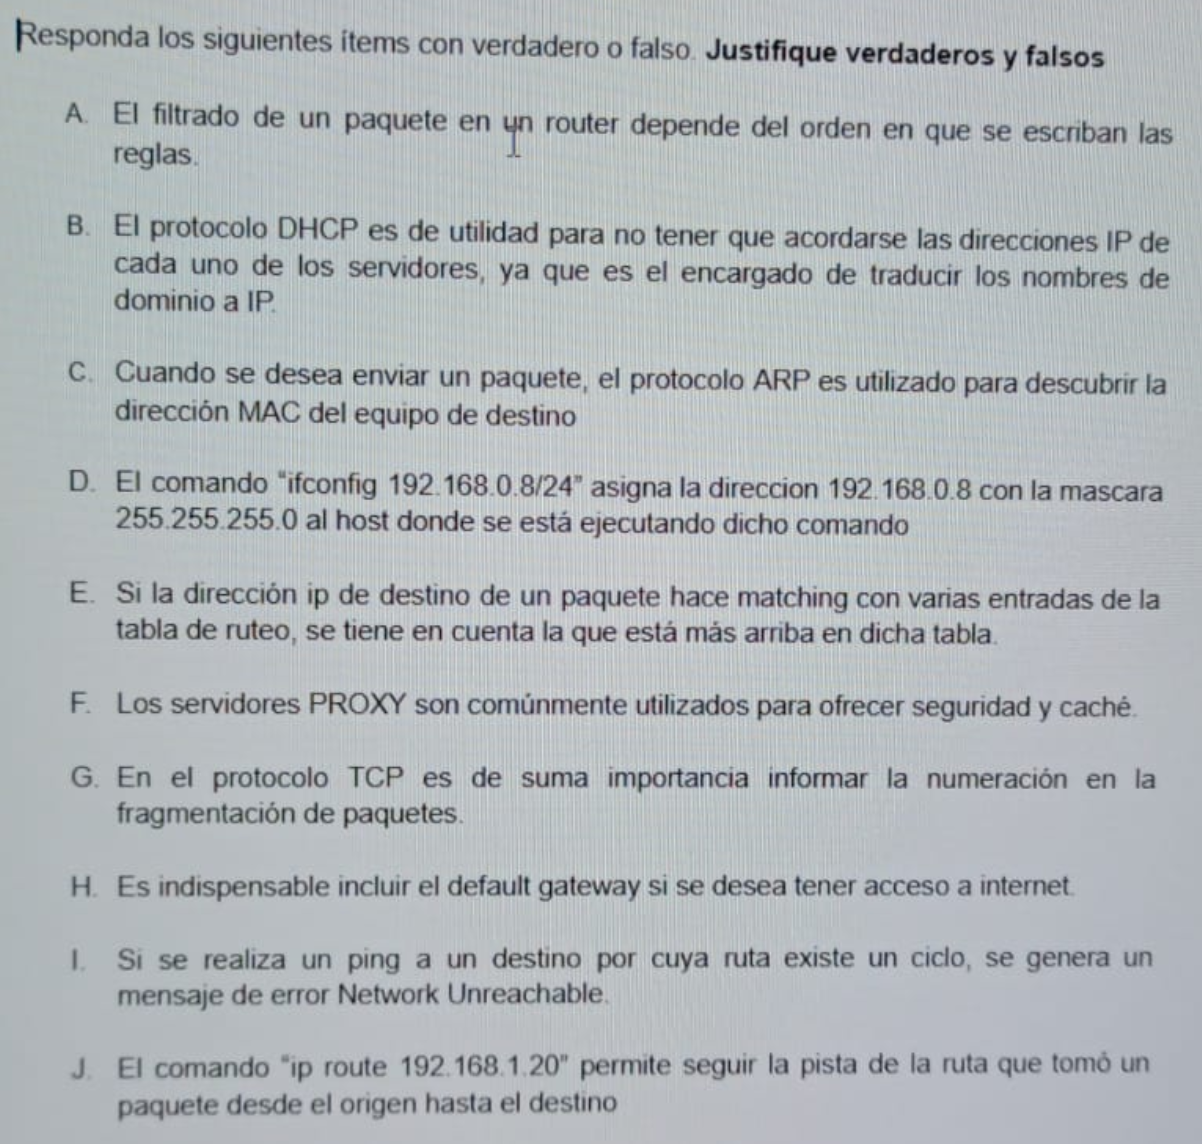 Responda los siguientes ítems con verdadero o falso. Justifique verdaderos y falsos
A. El filtrado de un paquete en un router depende del orden en que se escriban las
reglas.
B. El protocolo DHCP es de utilidad para no tener que acordarse las direcciones IP de
cada uno de los servidores, ya que es el encargado de traducir los nombres de
dominio a IP.
C. Cuando se desea enviar un paquete, el protocolo ARP es utilizado para descubrir la
dirección MAC del equipo de destino
D. El comando "ifconfig 192.168.0.8/24" asigna la direccion 192.168.0.8 con la mascara
255.255.255.0 al host donde se está ejecutando dicho comando
E. Si la dirección ip de destino de un paquete hace matching con varias entradas de la
tabla de ruteo, se tiene en cuenta la que está más arriba en dicha tabla.
F. Los servidores PROXY son comúnmente utilizados para ofrecer seguridad y caché.
G. En el protocolo TCP es de suma importancia informar la numeración en la
fragmentación de paquetes.
H. Es indispensable incluir el default gateway si se desea tener acceso a internet.
I. Si se realiza un ping a un destino por cuya ruta existe un ciclo, se genera un
mensaje de error Network Unreachable.
J. El comando "ip route 192.168.1.20" permite seguir la pista de la ruta que tomó un
paquete desde el origen hasta el destino